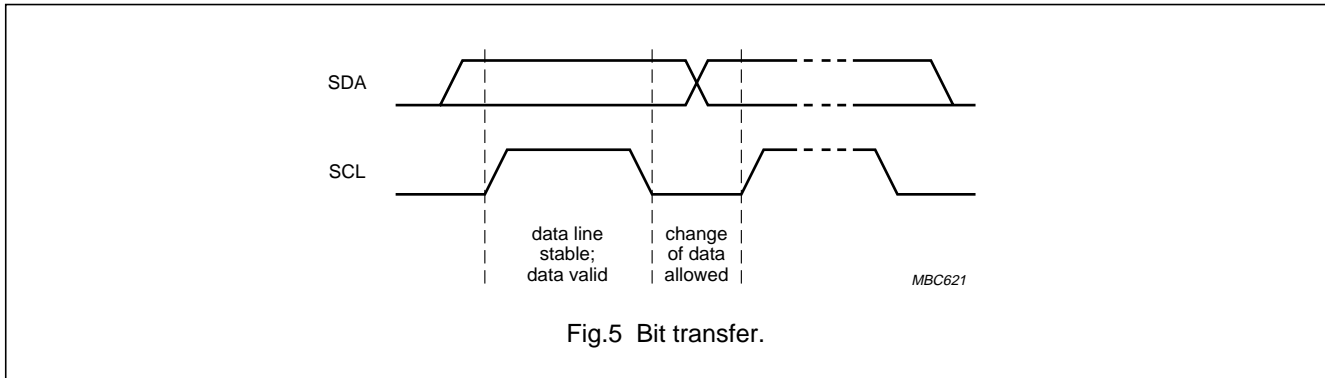 SDA
SCL
data line
stable;
data valid
change
of data
allowed
MBC621
Fig.5 Bit transfer.